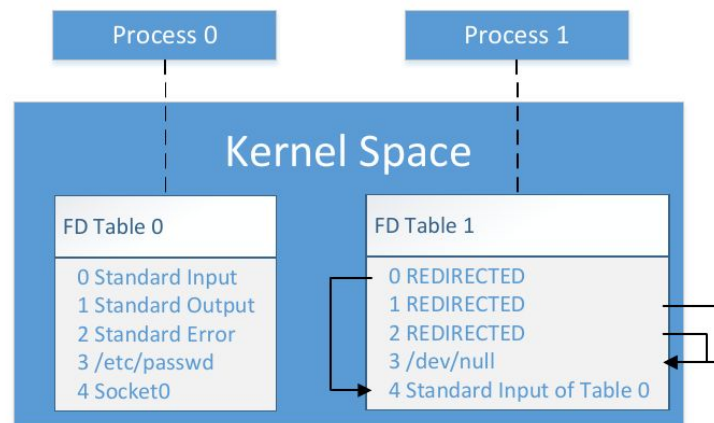 Process 0
Process 1
Kernel Space
FD Table 0
0 Standard Input
1 Standard Output
2 Standard Error
3 /etc/passwd
4 Socket0
FD Table 1
0 REDIRECTED
1 REDIRECTED
2 REDIRECTED
3 /dev/null
4 Standard Input of Table 0